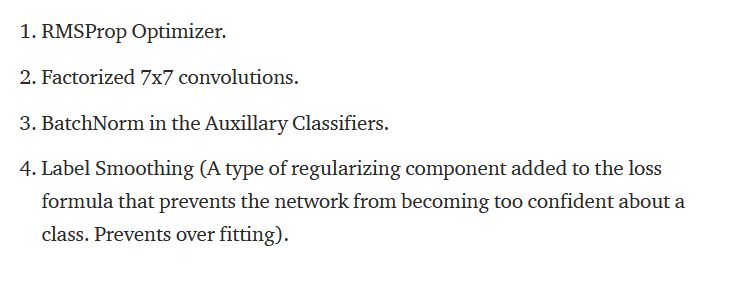 1. RMSProp Optimizer.
2. Factorized 7x7 convolutions.
3. BatchNorm in the Auxillary Classifiers.
4. Label Smoothing (A type of regularizing component added to the loss
formula that prevents the network from becoming too confident about a
class. Prevents over fitting).